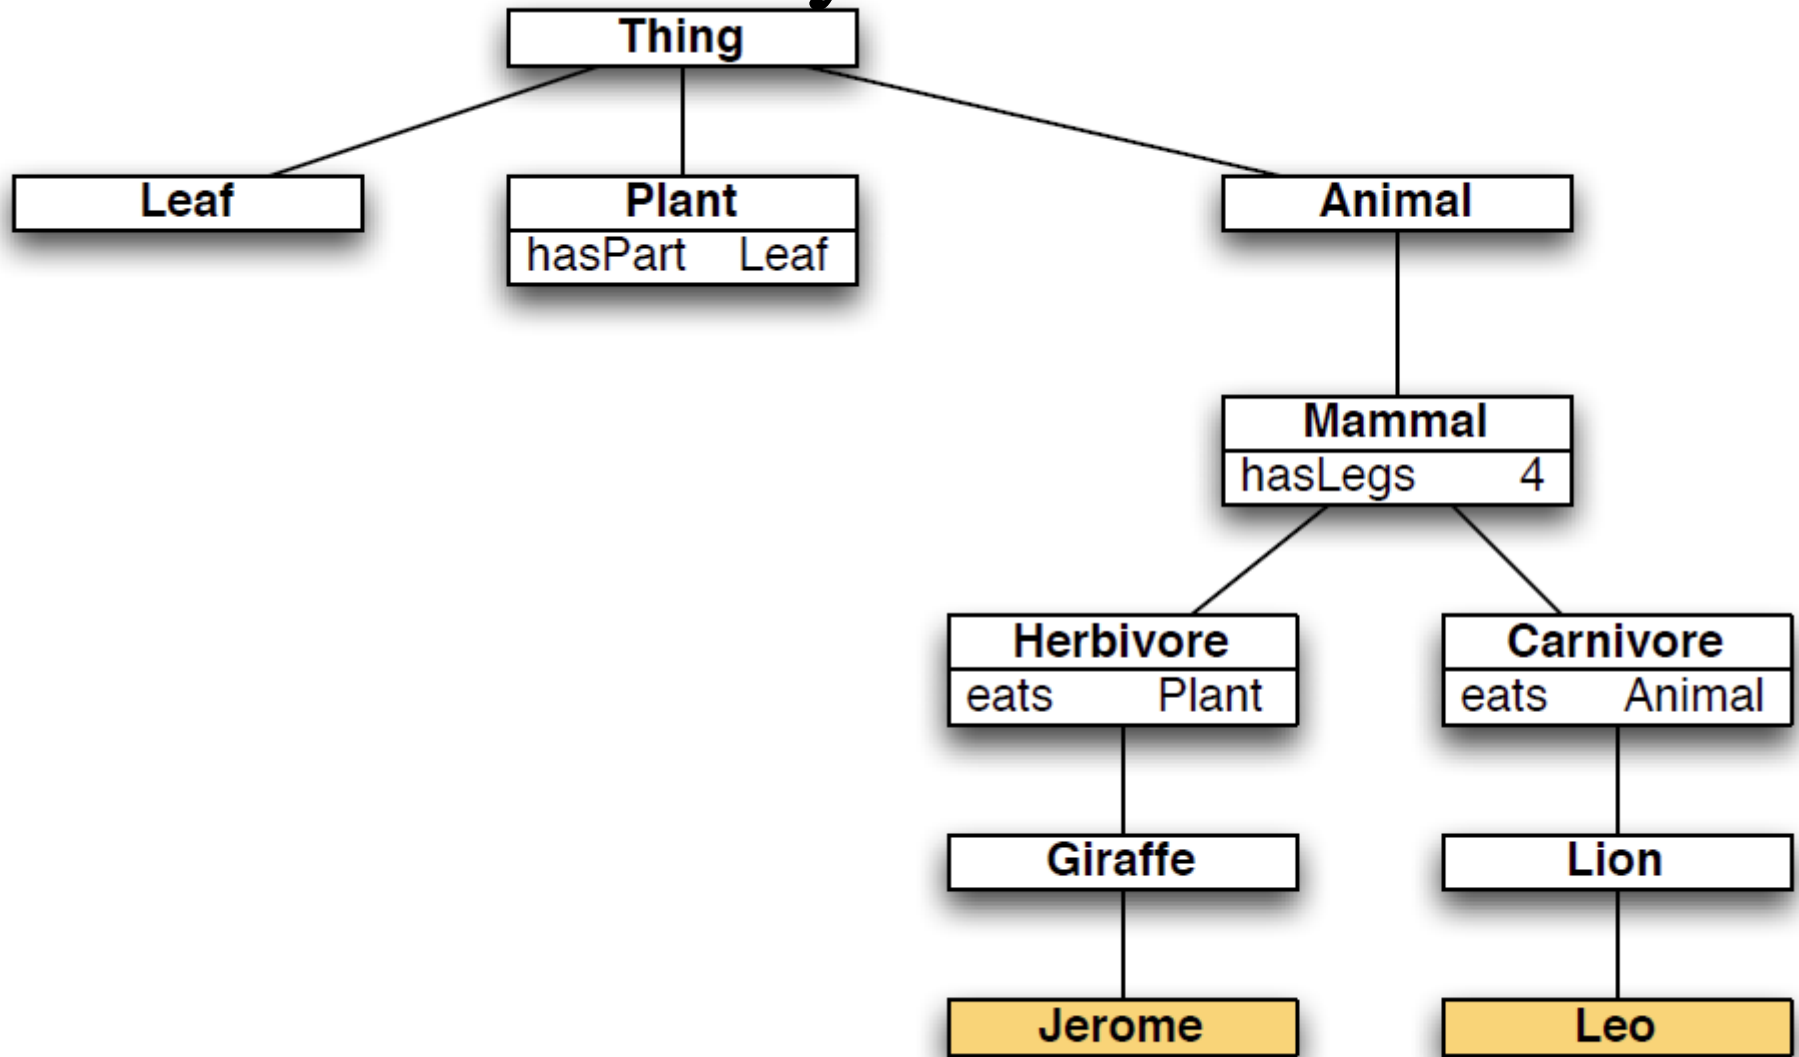 Thing
Leaf
Plant
Animal
hasPart Leaf
Mammal
hasLegs 4
Herbivore
Carnivore
eats Plant
eats Animal
Giraffe
Lion
Jerome
Leo